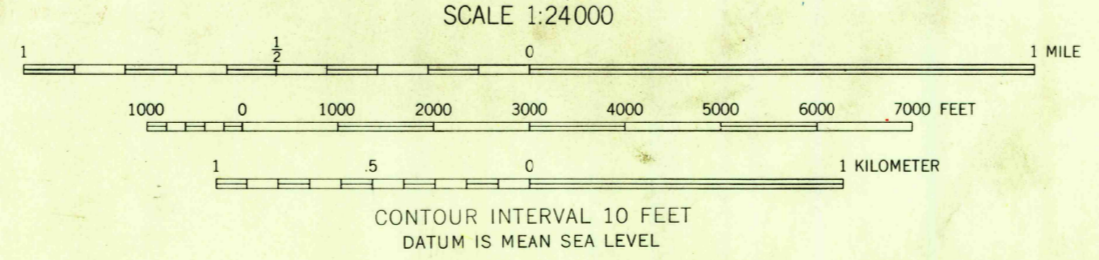 SCALE 1:24000
1 1/2 0 1 MILE
1000 0 1000 2000 3000 4000 5000 6000 7000 FEET
1 .5 0 1 KILOMETER
CONTOUR INTERVAL 10 FEET
DATUM IS MEAN SEA LEVEL